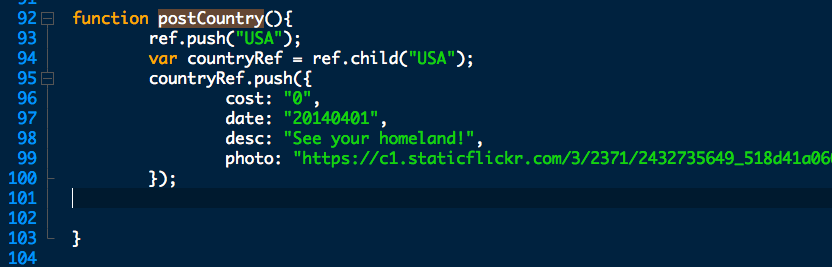 92 function postCountry(){
93 ref.push("USA");
94 var countryRef = ref.child("USA");
95 countryRef.push({
96 cost: "0",
97 date: "20140401",
98 desc: "See your homeland!",
99 photo: "https://c1.staticflickr.com/3/2371/2432735649_518d41a06
100 });
101
102
103 }
104